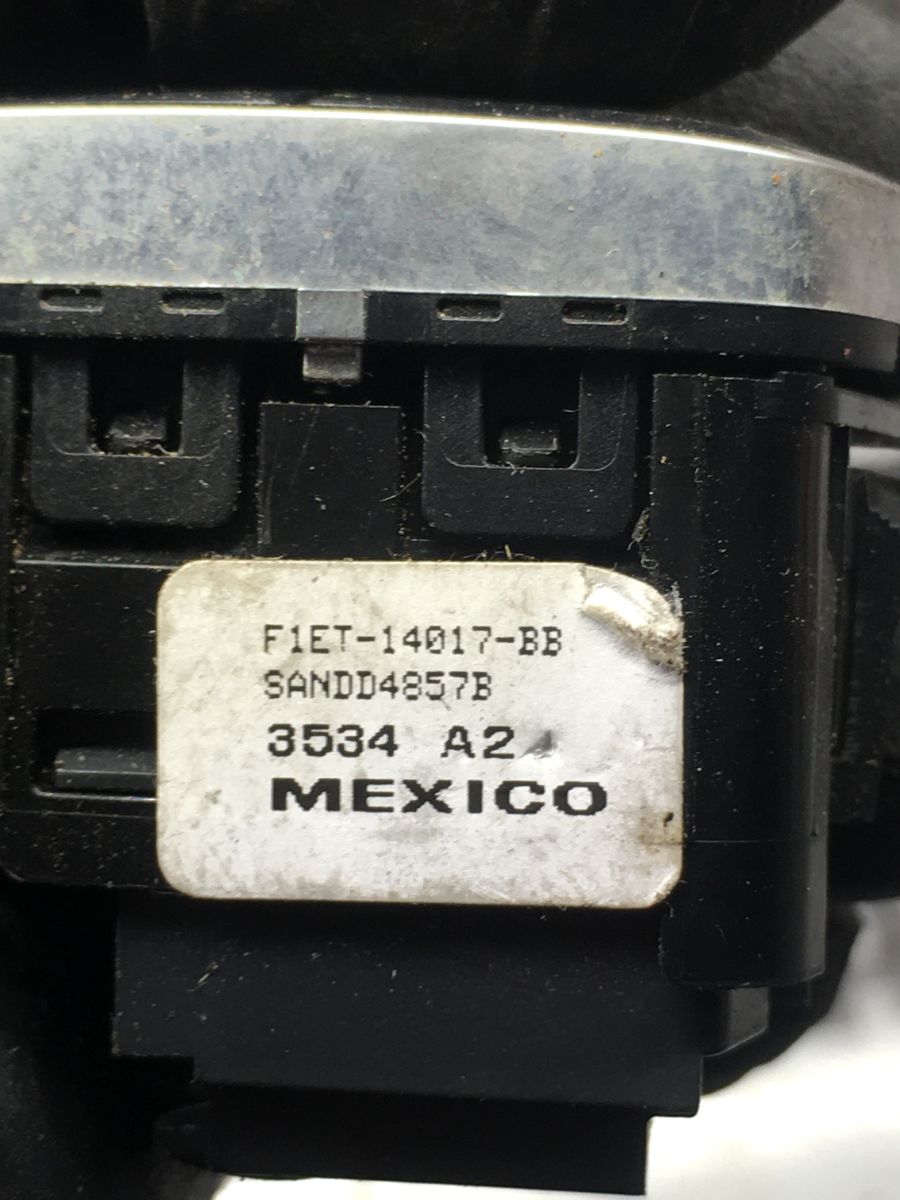 F1ET-14017-BB
SANDD4857B
3534 A2
MEXICO